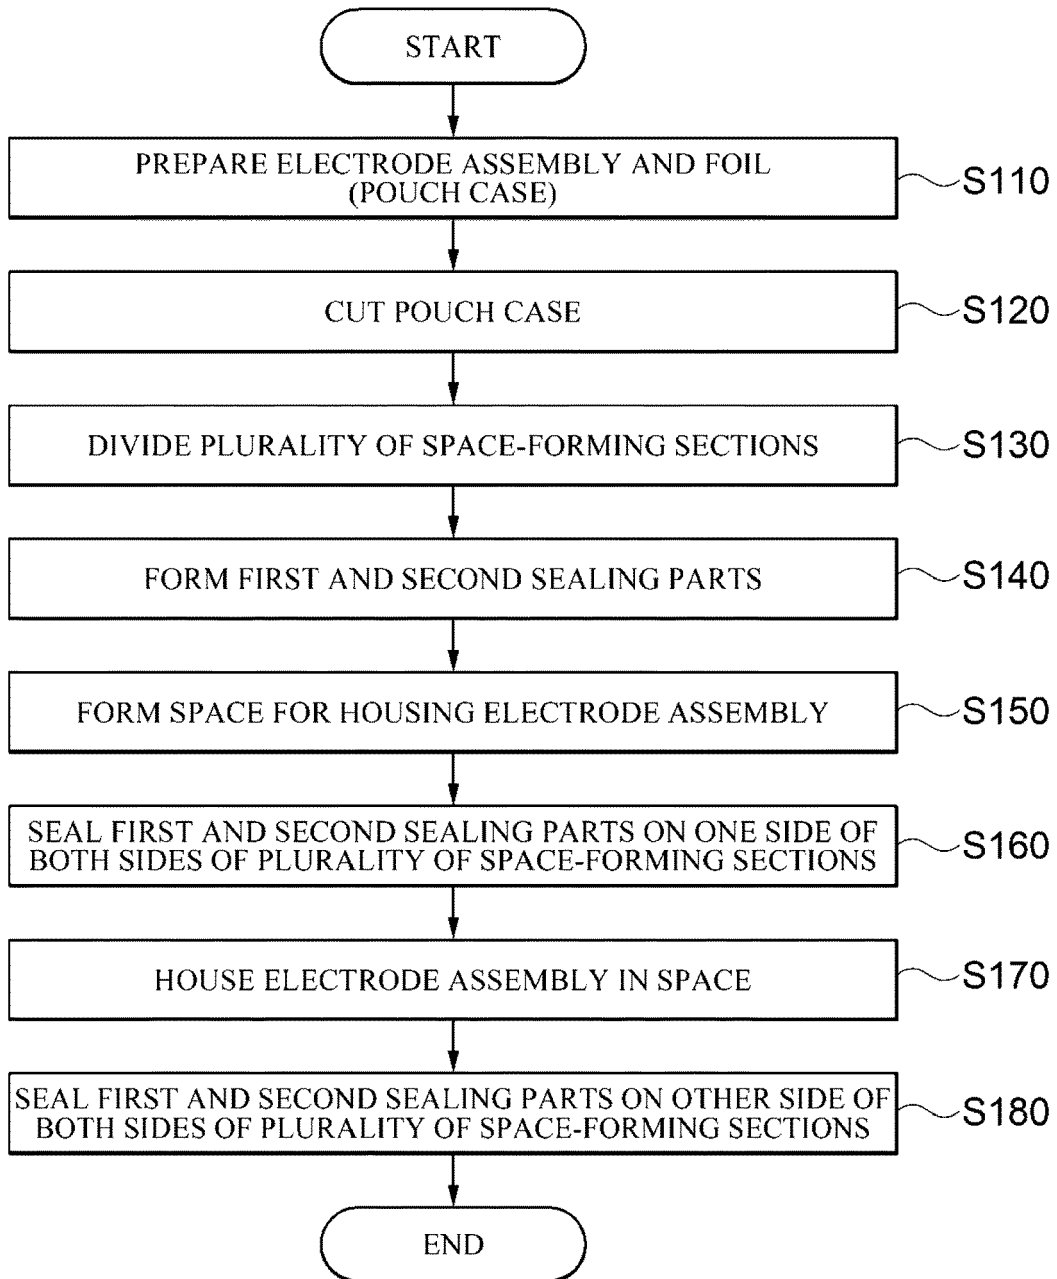 START
PREPARE ELECTRODE ASSEMBLY AND FOIL
(POUCH CASE)
S110
CUT POUCH CASE
S120
DIVIDE PLURALITY OF SPACE-FORMING SECTIONS
S130
FORM FIRST AND SECOND SEALING PARTS
S140
FORM SPACE FOR HOUSING ELECTRODE ASSEMBLY
S150
SEAL FIRST AND SECOND SEALING PARTS ON ONE SIDE OF
BOTH SIDES OF PLURALITY OF SPACE-FORMING SECTIONS
S160
HOUSE ELECTRODE ASSEMBLY IN SPACE
S170
SEAL FIRST AND SECOND SEALING PARTS ON OTHER SIDE OF
BOTH SIDES OF PLURALITY OF SPACE-FORMING SECTIONS
S180
END